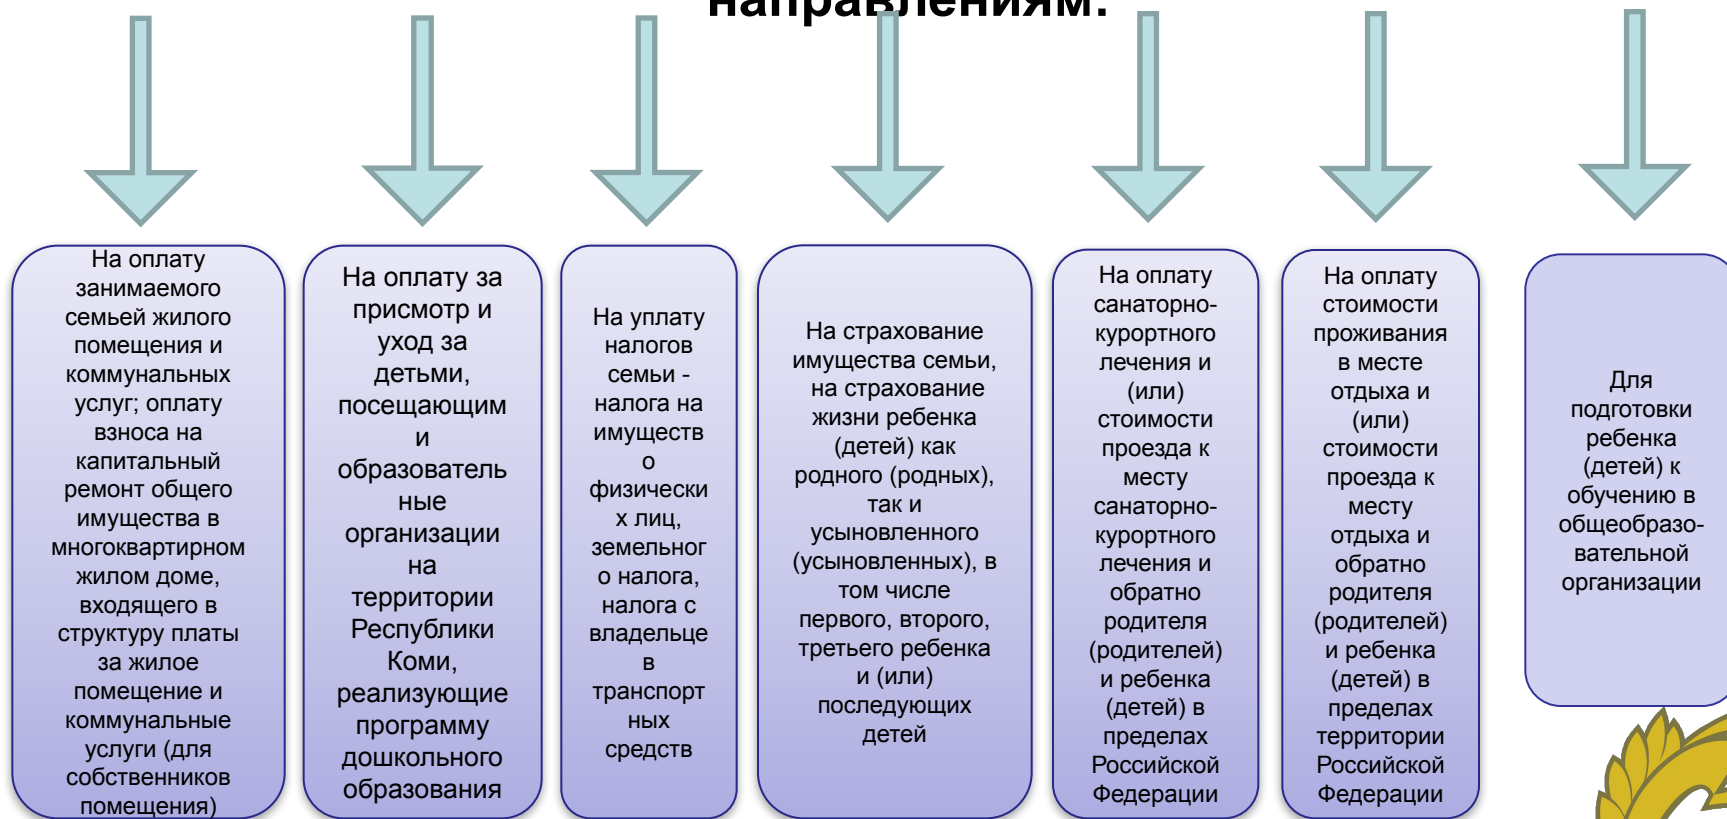 направлениям:
На оплату
занимаемого
семьей жилого
помещения и
коммунальных
услуг; оплату
взноса на
капитальный
ремонт общего
имущества в
многоквартирном
жилом доме,
входящего в
структуру платы
за жилое
помещение и
коммунальные
услуги (для
собственников
помещения)
На оплату за
присмотр и
уход за
детьми,
посещающим
и
образователь
ные
организации
на
территории
Республики
Коми,
реализующие
программу
дошкольного
образования
На уплату
налогов
семьи -
налога на
имуществ
о
физически
х лиц,
земельног
о налога,
налога с
владельце
в
транспорт
ных
средств
На страхование
имущества семьи,
на страхование
жизни ребенка
(детей) как
родного (родных),
так и
усыновленного
(усыновленных), в
том числе
первого, второго,
третьего ребенка
и (или)
последующих
детей
На оплату
санаторно-
курортного
лечения и
(или)
стоимости
проезда к
месту
санаторно-
курортного
лечения и
обратно
родителя
(родителей)
и ребенка
(детей) в
пределах
Российской
Федерации
На оплату
стоимости
проживания
в месте
отдыха и
(или)
стоимости
проезда к
месту
отдыха и
обратно
родителя
(родителей)
и ребенка
(детей) в
пределах
территории
Российской
Федерации
Для
подготовки
ребенка
(детей) к
обучению в
общеобразо-
вательной
организации